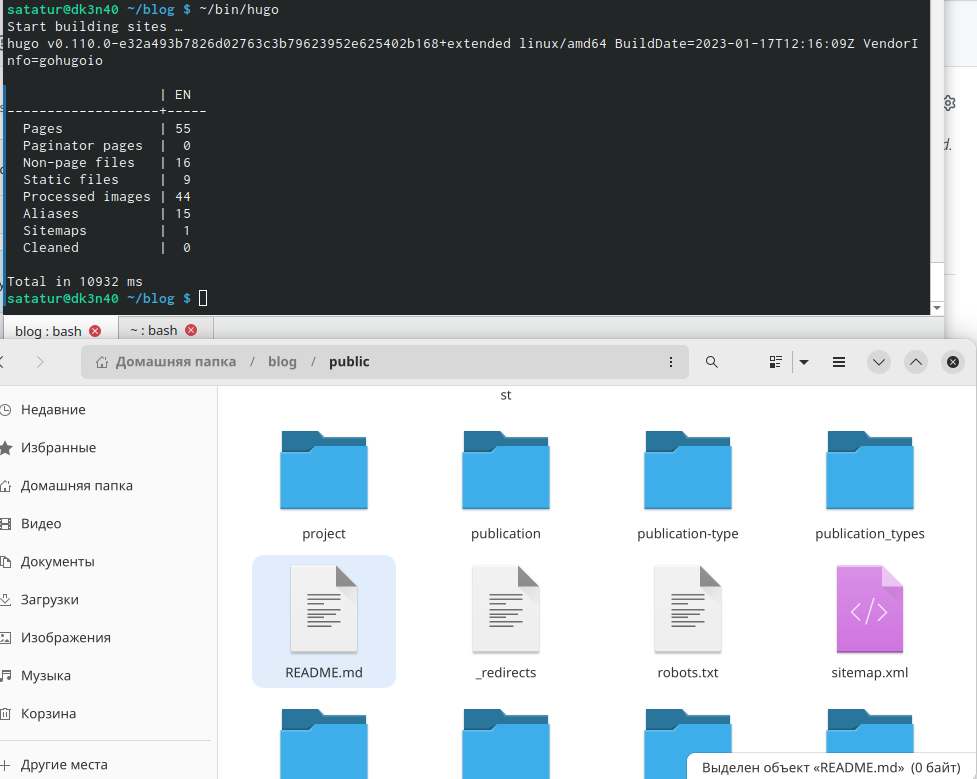 satatur@dk3n40 ~/blog $ ~/bin/hugo
Start building sites …
hugo v0.110.0-e32a493b7826d02763c3b79623952e625402b168+extended linux/amd64 BuildDate=2023-01-17T12:16:09Z VendorI
nfo=gohugoio
| EN
-------------------+-----
Pages | 55
Paginator pages | 0
Non-page files | 16
Static files | 9
Processed images | 44
Aliases | 15
Sitemaps | 1
Cleaned | 0
Total in 10932 ms
satatur@dk3n40 ~/blog $
d.
blog : bash
~ : bash
Домашняя папка / blog / public
Недавние
Избранные
Домашняя папка
Видео
Документы
Загрузки
Изображения
Музыка
Корзина
Другие места
st
project
publication
publication-type
publication_types
README.md
_redirects
robots.txt
sitemap.xml
Выделен объект «README.md» (0 байт)